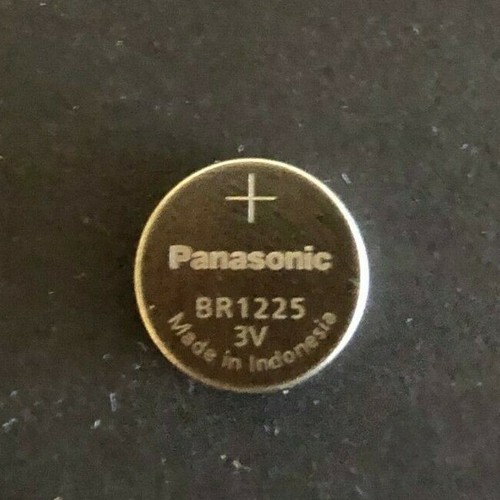 +
Panasonic
BR1225
3V
Made in Indonesia